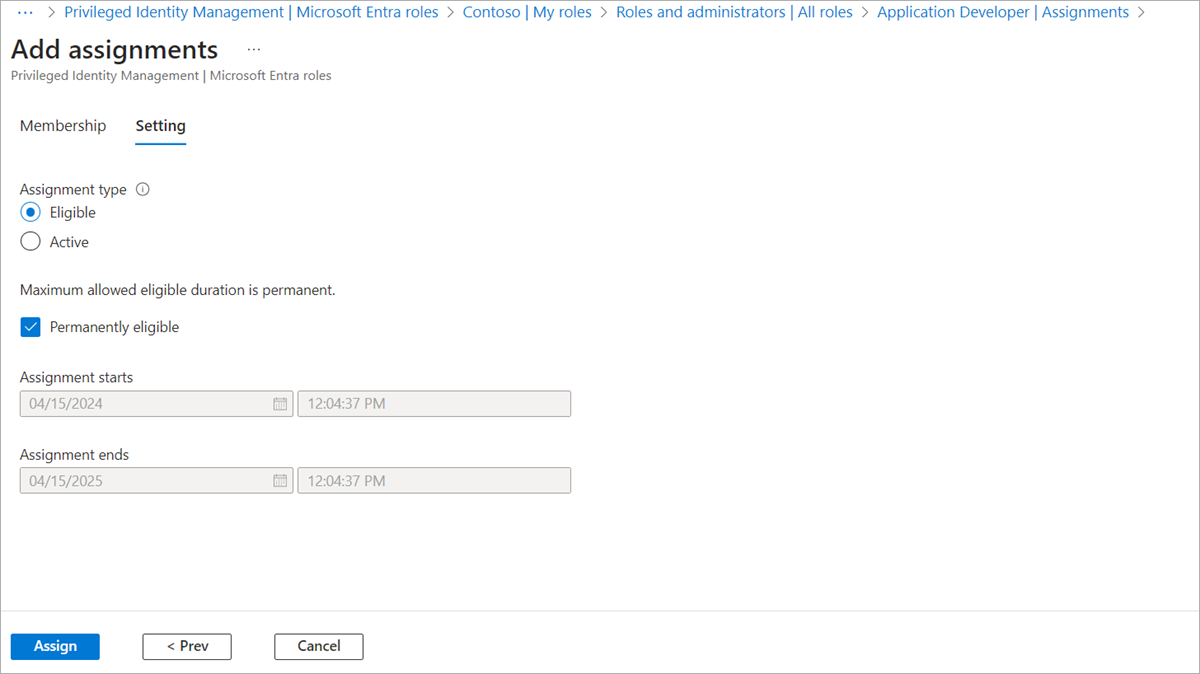 ··· > Privileged Identity Management | Microsoft Entra roles > Contoso | My roles > Roles and administrators | All roles > Application Developer | Assignments >
Add assignments ···
Privileged Identity Management | Microsoft Entra roles
Membership Setting
Assignment type
Eligible
Active
Maximum allowed eligible duration is permanent.
Permanently eligible
Assignment starts
04/15/2024 12:04:37 PM
Assignment ends
04/15/2025 12:04:37 PM
Assign < Prev Cancel